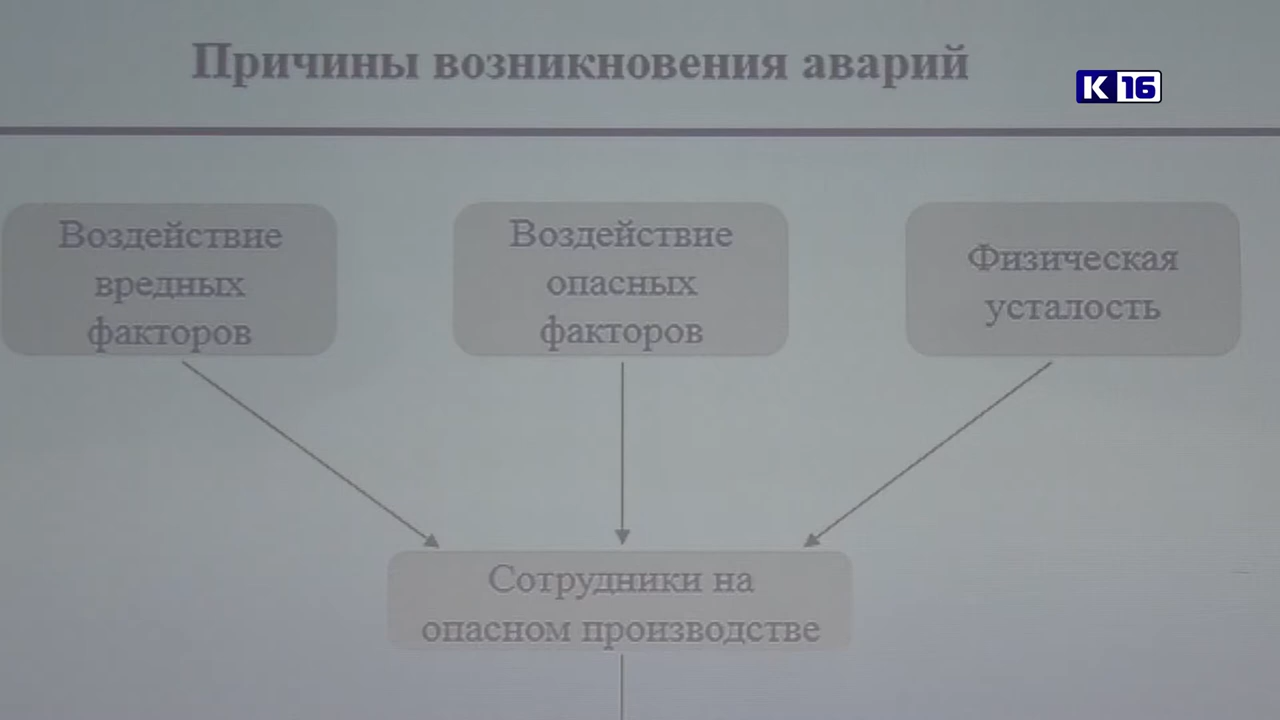 Причины возникновения аварий
К 16
Воздействие
вредных
факторов
Воздействие
опасных
факторов
Физическая
усталость
Сотрудники на
опасном производстве